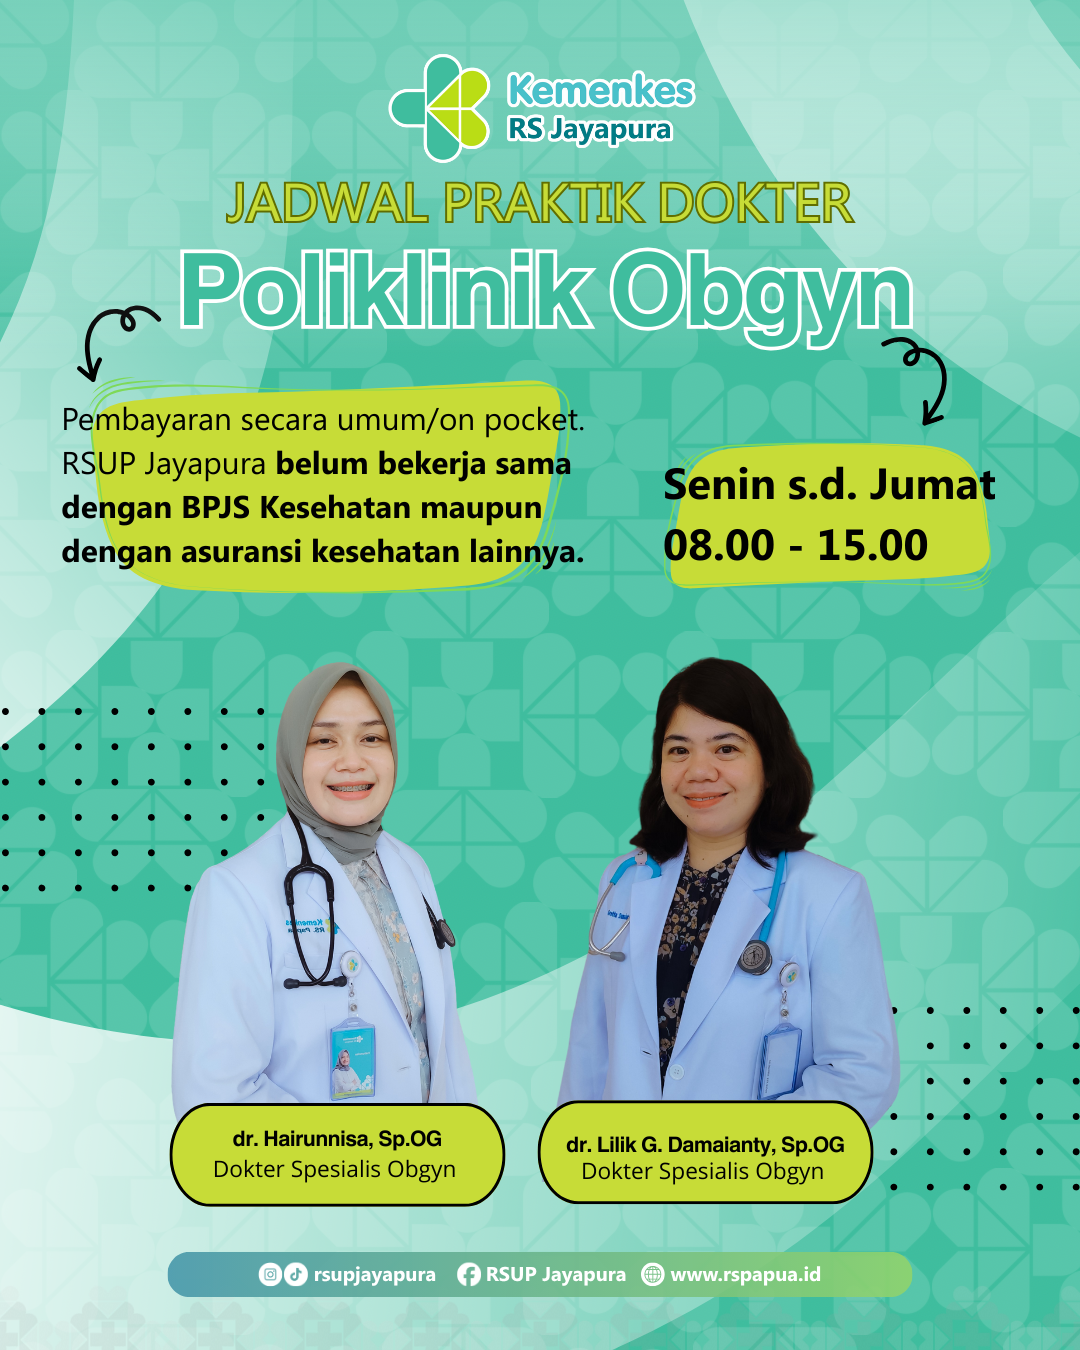 Kemenkes
RS Jayapura
JADWAL PRAKTIK DOKTER
Poliklinik Obgyn
Pembayaran secara umum/on pocket.
RSUP Jayapura belum bekerja sama
dengan BPJS Kesehatan maupun
dengan asuransi kesehatan lainnya.
Senin s.d. Jumat
08.00 - 15.00
dr. Hairunnisa, Sp.OG
Dokter Spesialis Obgyn
dr. Lilik G. Damaianty, Sp.OG
Dokter Spesialis Obgyn
rsupjayapura
RSUP Jayapura
www.rspapua.id